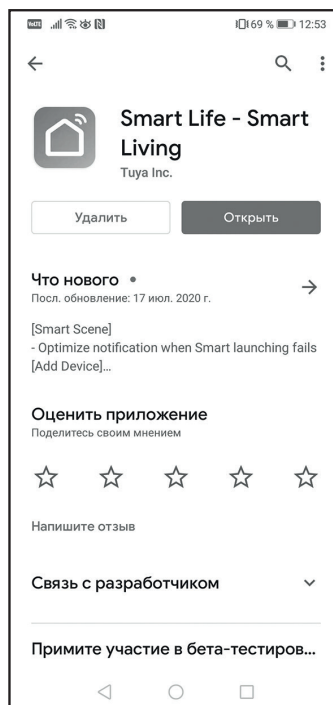 VoLTE 69 % 12:53
Smart Life - Smart
Living
Tuya Inc.
Удалить Открыть
Что нового •
Посл. обновление: 17 июл. 2020 г.
[Smart Scene]
- Optimize notification when Smart launching fails
[Add Device]...
Оценить приложение
Поделитесь своим мнением
Напишите отзыв
Связь с разработчиком
Примите участие в бета-тестиров...